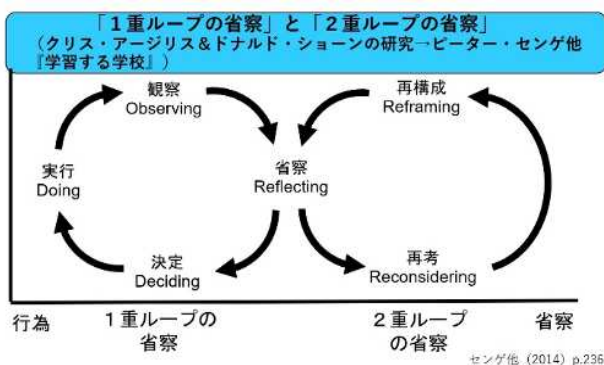 「１重ループの省察」と「２重ループの省察」
（クリス・アージリス＆ドナルド・ショーンの研究→ピーター・センゲ他
『学習する学校』）
観察
Observing
再構成
Reframing
実行
Doing
省察
Reflecting
決定
Deciding
再考
Reconsidering
行為
１重ループの
省察
２重ループ
の省察
省察
センゲ他（2014）p.236